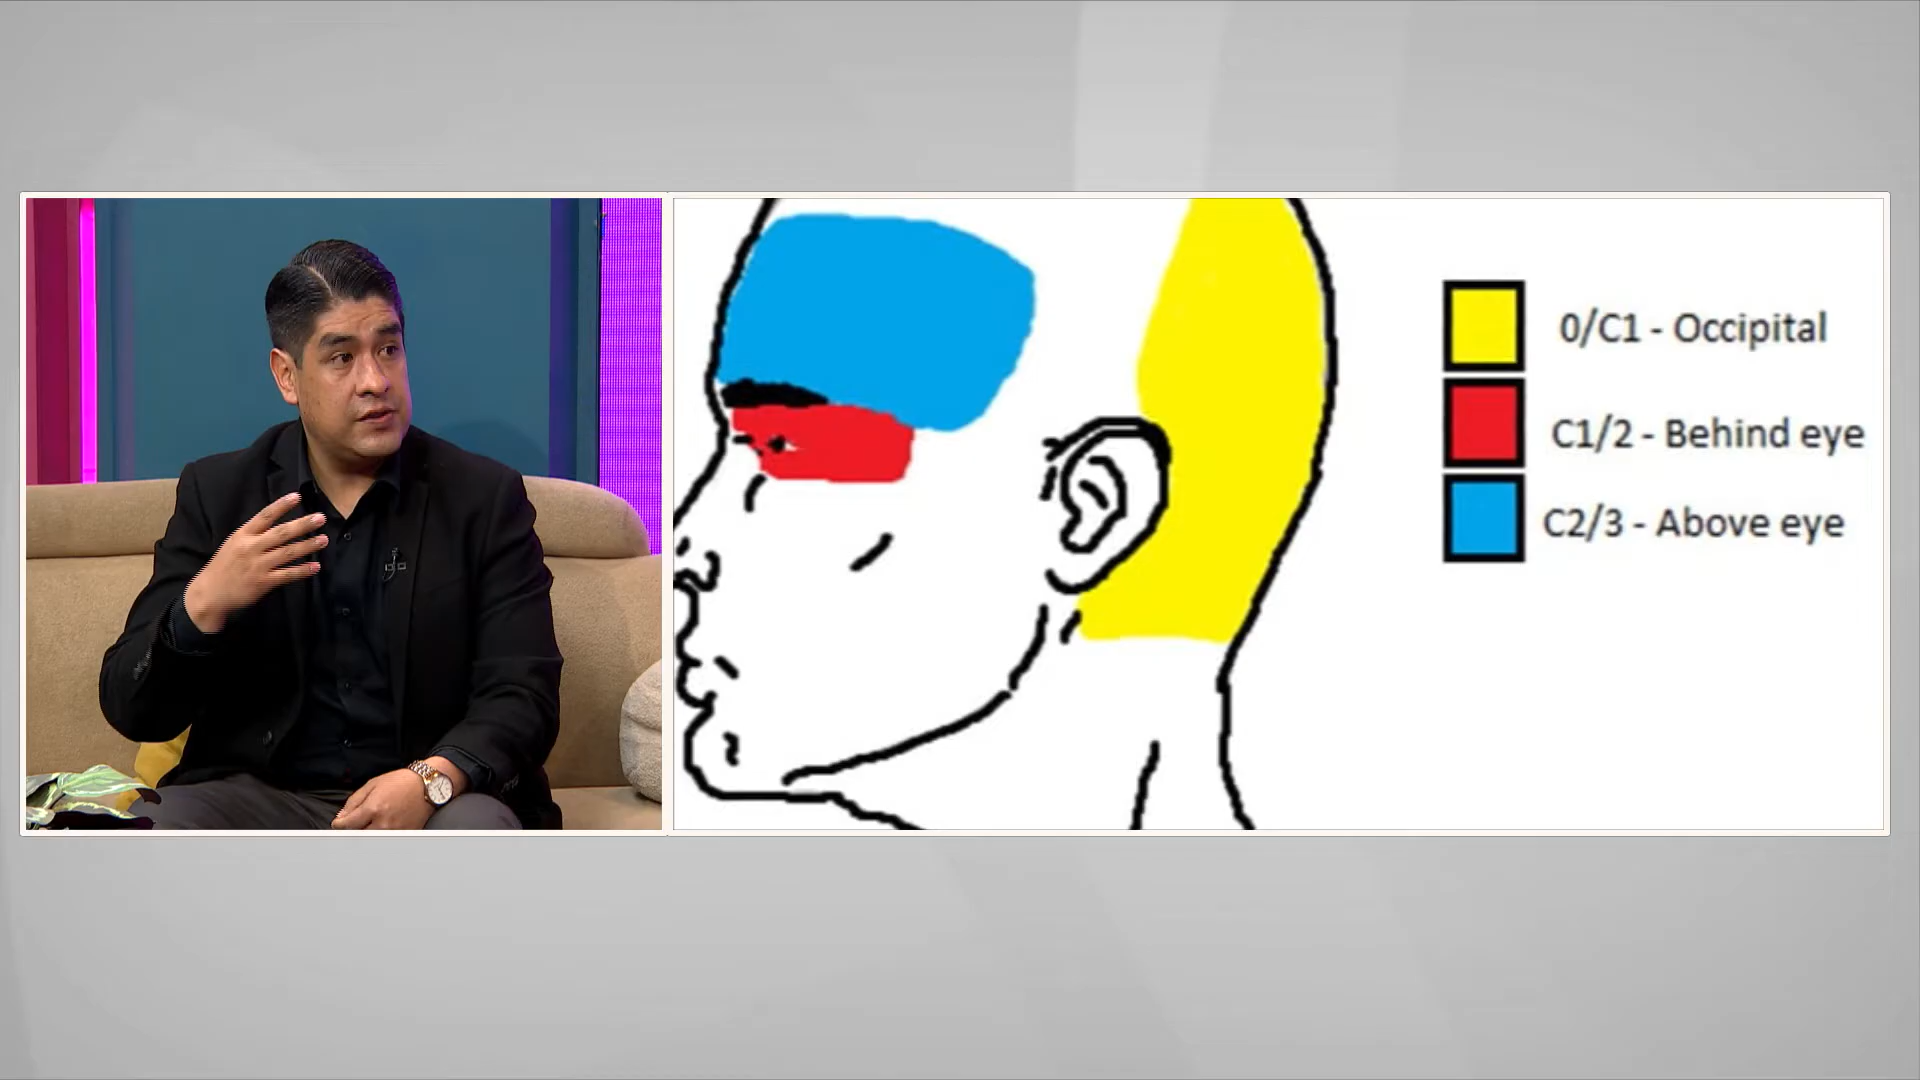 0/C1 - Occipital
C1/2 - Behind eye
C2/3 - Above eye